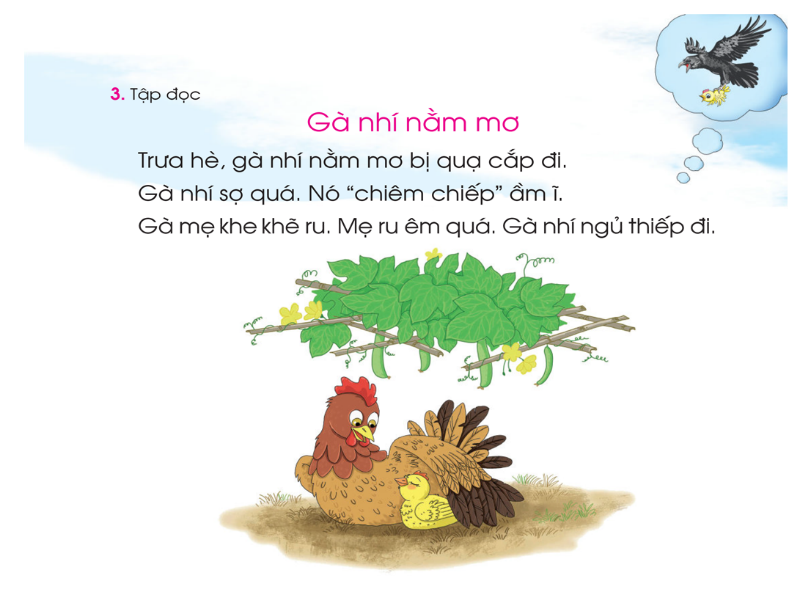 3. Tập đọc
Gà nhí nằm mơ
Trưa hè, gà nhí nằm mơ bị quạ cắp đi.
Gà nhí sợ quá. Nó “chiêm chiếp” ầm ĩ.
Gà mẹ khe khẽ ru. Mẹ ru êm quá. Gà nhí ngủ thiếp đi.